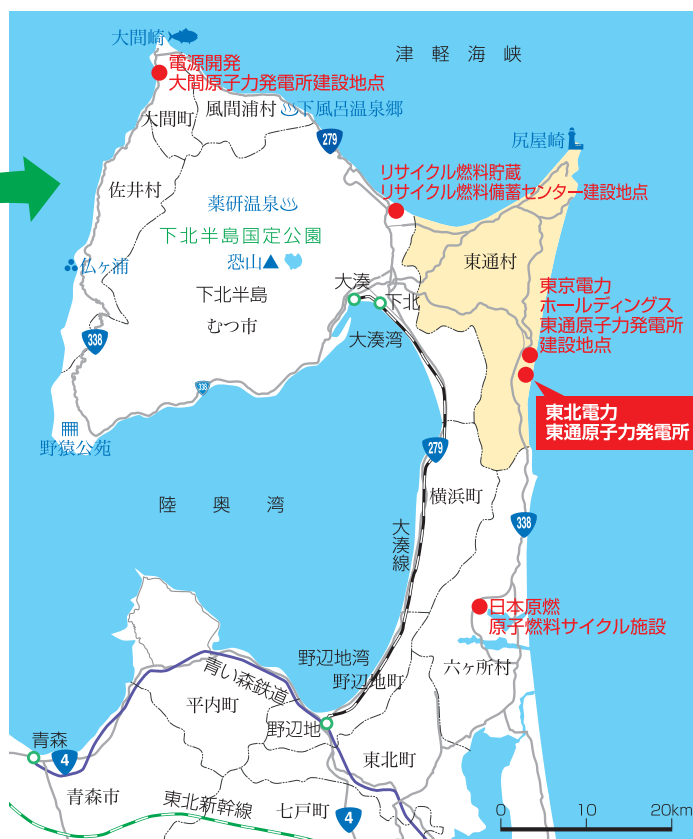 大間崎
津軽海峡
電源開発
大間原子力発電所建設地点
風間浦村
下風呂温泉郷
大間町
279
尻屋崎
佐井村
リサイクル燃料貯蔵
リサイクル燃料備蓄センター建設地点
薬研温泉
下北半島国定公園
東通村
仏ヶ浦
恐山
大湊
下北
東京電力
ホールディングス
東通原子力発電所
建設地点
下北半島
むつ市
大湊湾
338
338
東北電力
東通原子力発電所
野猿公苑
279
横浜町
陸奥湾
大湊線
338
日本原燃
原子燃料サイクル施設
野辺地湾
野辺地町
六ヶ所村
青い森鉄道
平内町
野辺地
東北町
青森
4
青森市
東北新幹線
七戸町
4
0 10 20km